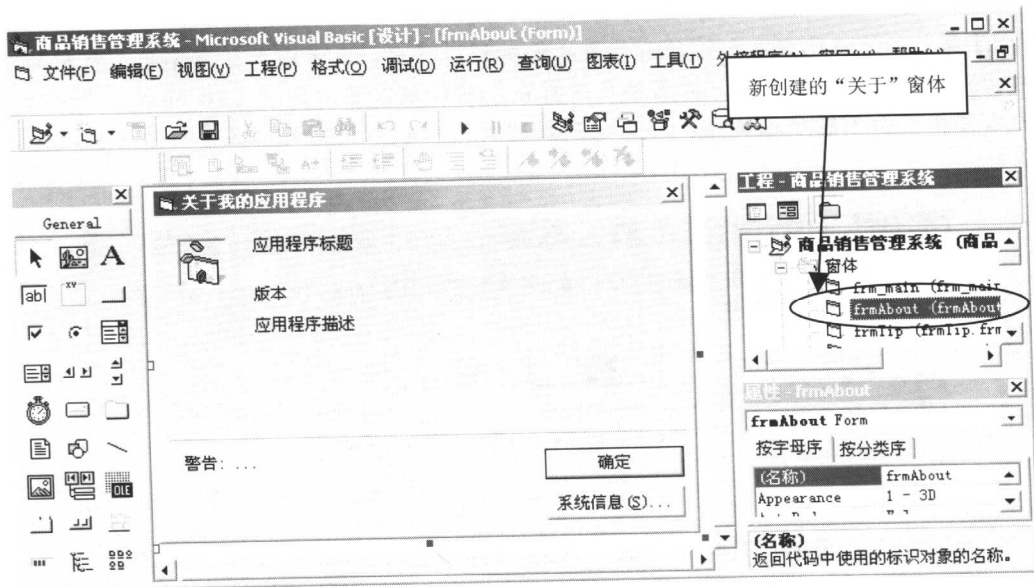 商品销售管理系统 - Microsoft Visual Basic [设计] - [frmAbout (Form)]
文件(F) 编辑(E) 视图(V) 工程(P) 格式(O) 调试(D) 运行(R) 查询(U) 图表(I) 工具(T)
新创建的“关于”窗体
General
A
ab
xv
OLE
关于我的应用程序
应用程序标题
版本
应用程序描述
警告: ...
确定
系统信息(S)...
工程 - 商品销售管理系统
商品销售管理系统 (商品
窗体
frm_main (frm_main
frmAbout (frmAbout
frmTip (frmTip.frm
属性 - frmAbout
frmAbout Form
按字母序 按分类序
(名称) frmAbout
Appearance 1 - 3D
(名称)
返回代码中使用的标识对象的名称。